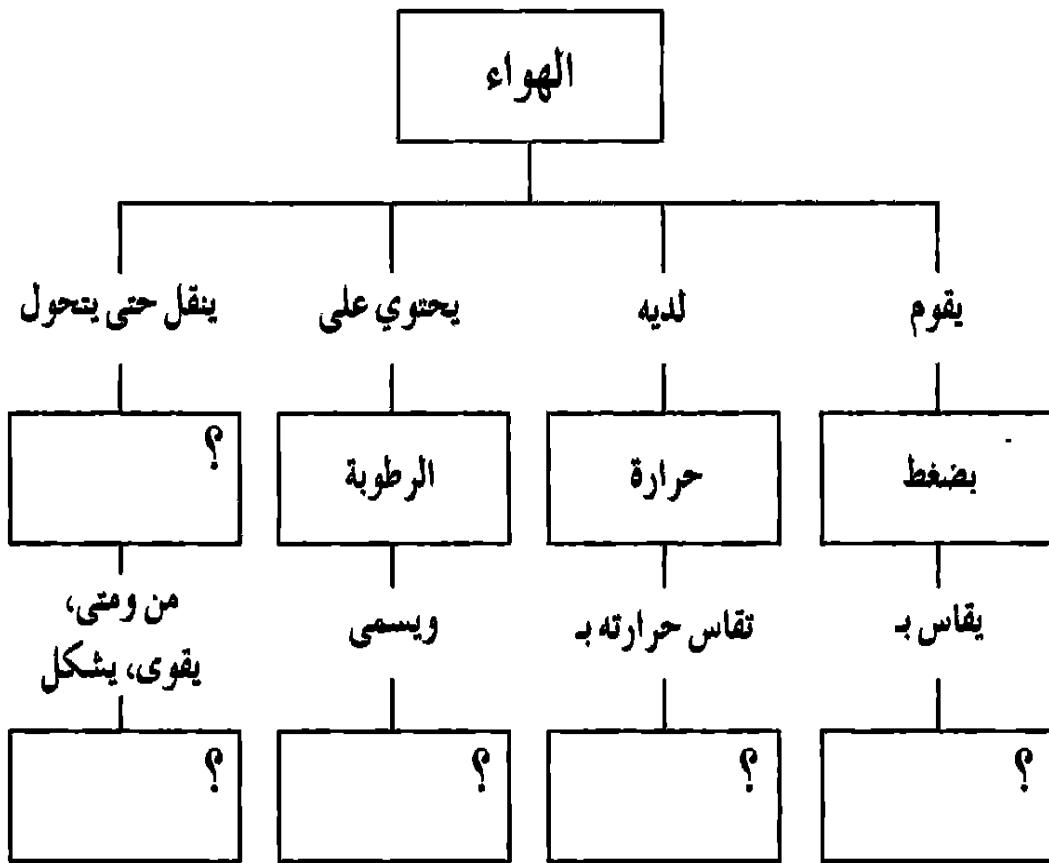 الهواء
يقوم
لديه
يحتوي على
ينقل حتى يتحول
بضغط
حرارة
الرطوبة
؟
يقاس بـ
تقاس حرارته بـ
ويسمى
من ومتى،
يقوى، يشكل
؟
؟
؟
؟